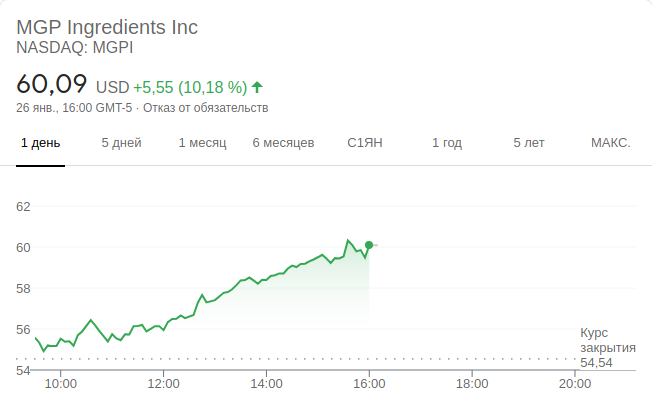 MGP Ingredients Inc
NASDAQ: MGPI
60,09 USD +5,55 (10,18 %)
26 янв., 16:00 GMT-5 · Отказ от обязательств
1 день 5 дней 1 месяц 6 месяцев С1ЯН 1 год 5 лет МАКС.
62
60
58
56
54
Курс
закрытия
54,54
10:00 12:00 14:00 16:00 18:00 20:00